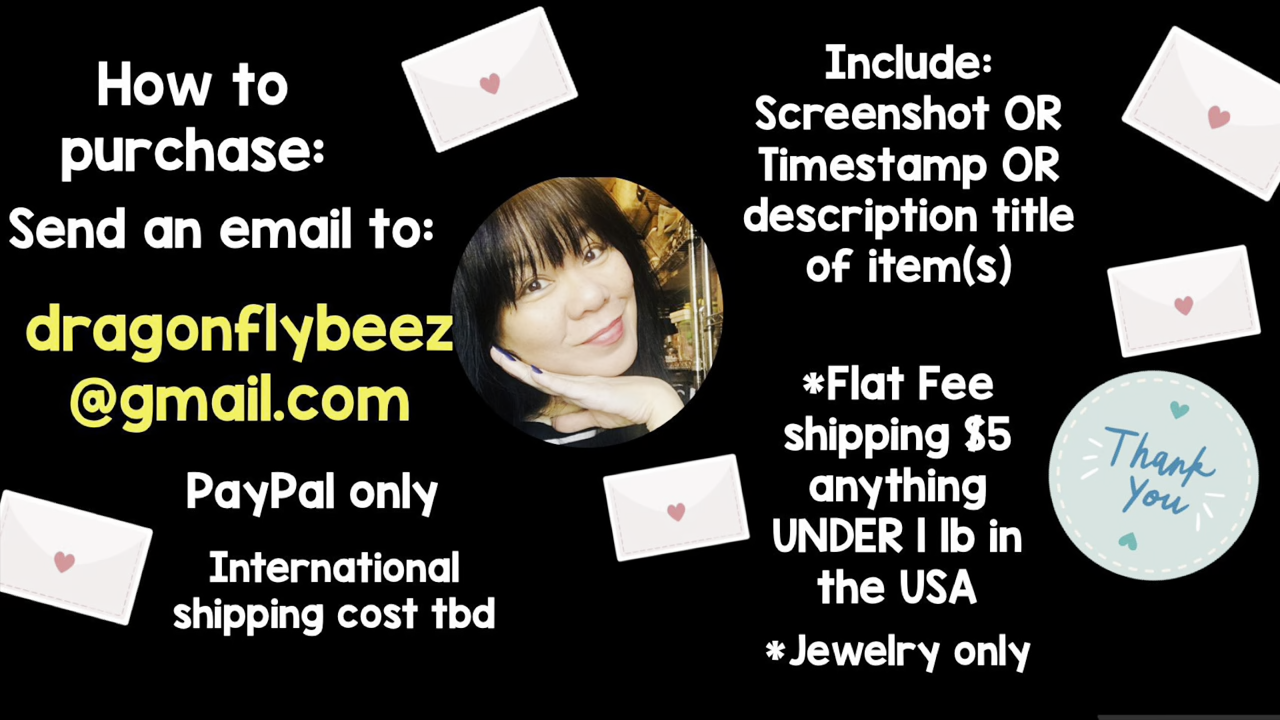 How to
purchase:
Send an email to:
dragonflybeez
@gmail.com
PayPal only
International
shipping cost tbd
Include:
Screenshot OR
Timestamp OR
description title
of item(s)
*Flat Fee
shipping $5
anything
UNDER 1 lb in
the USA
*Jewelry only
Thank
You